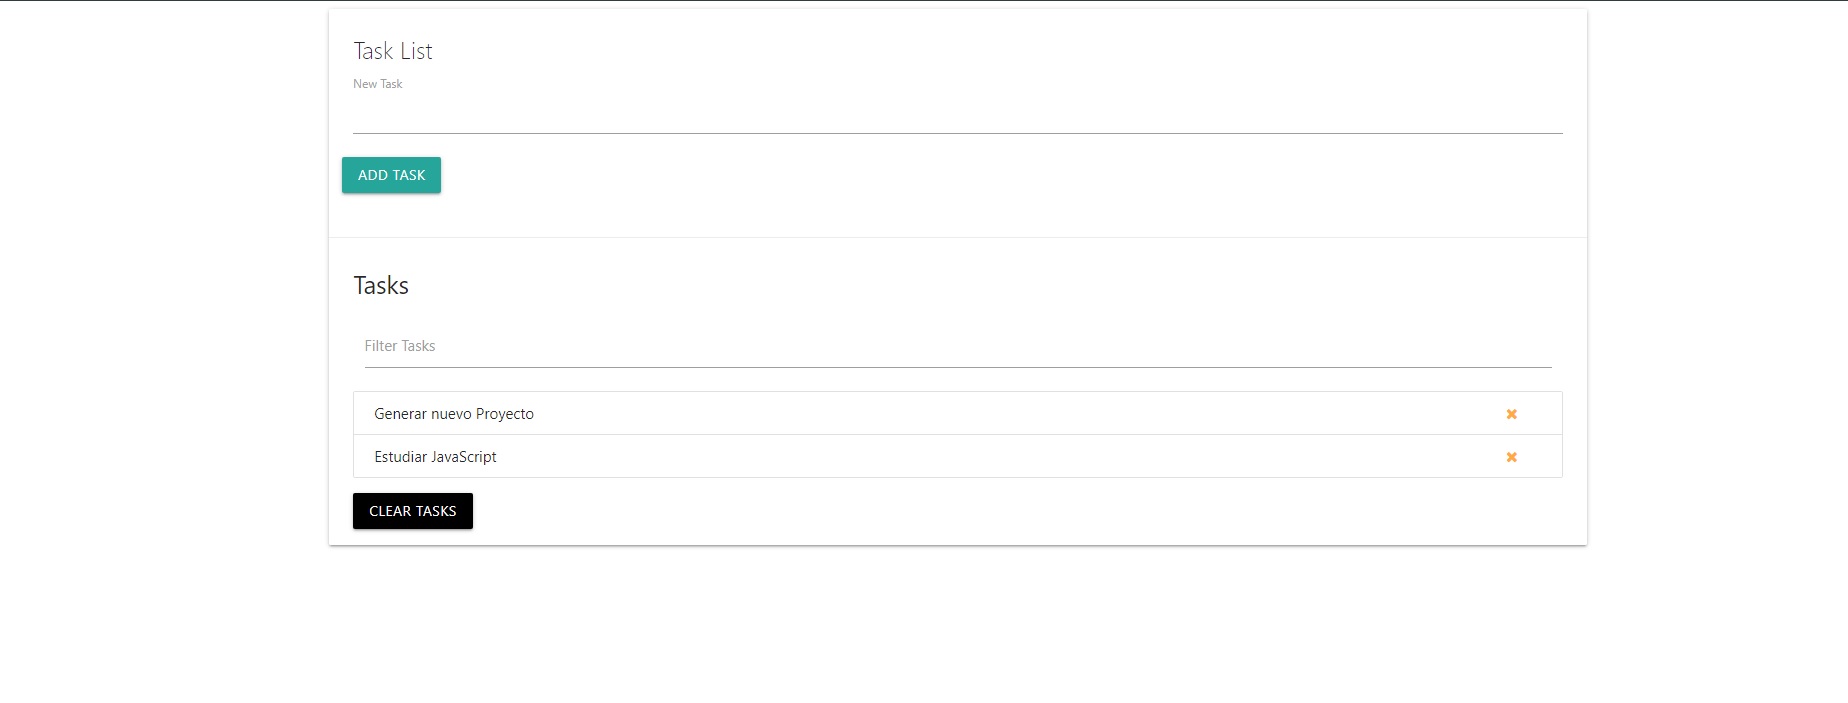 Task List
New Task
ADD TASK
Tasks
Filter Tasks
Generar nuevo Proyecto
Estudiar JavaScript
CLEAR TASKS